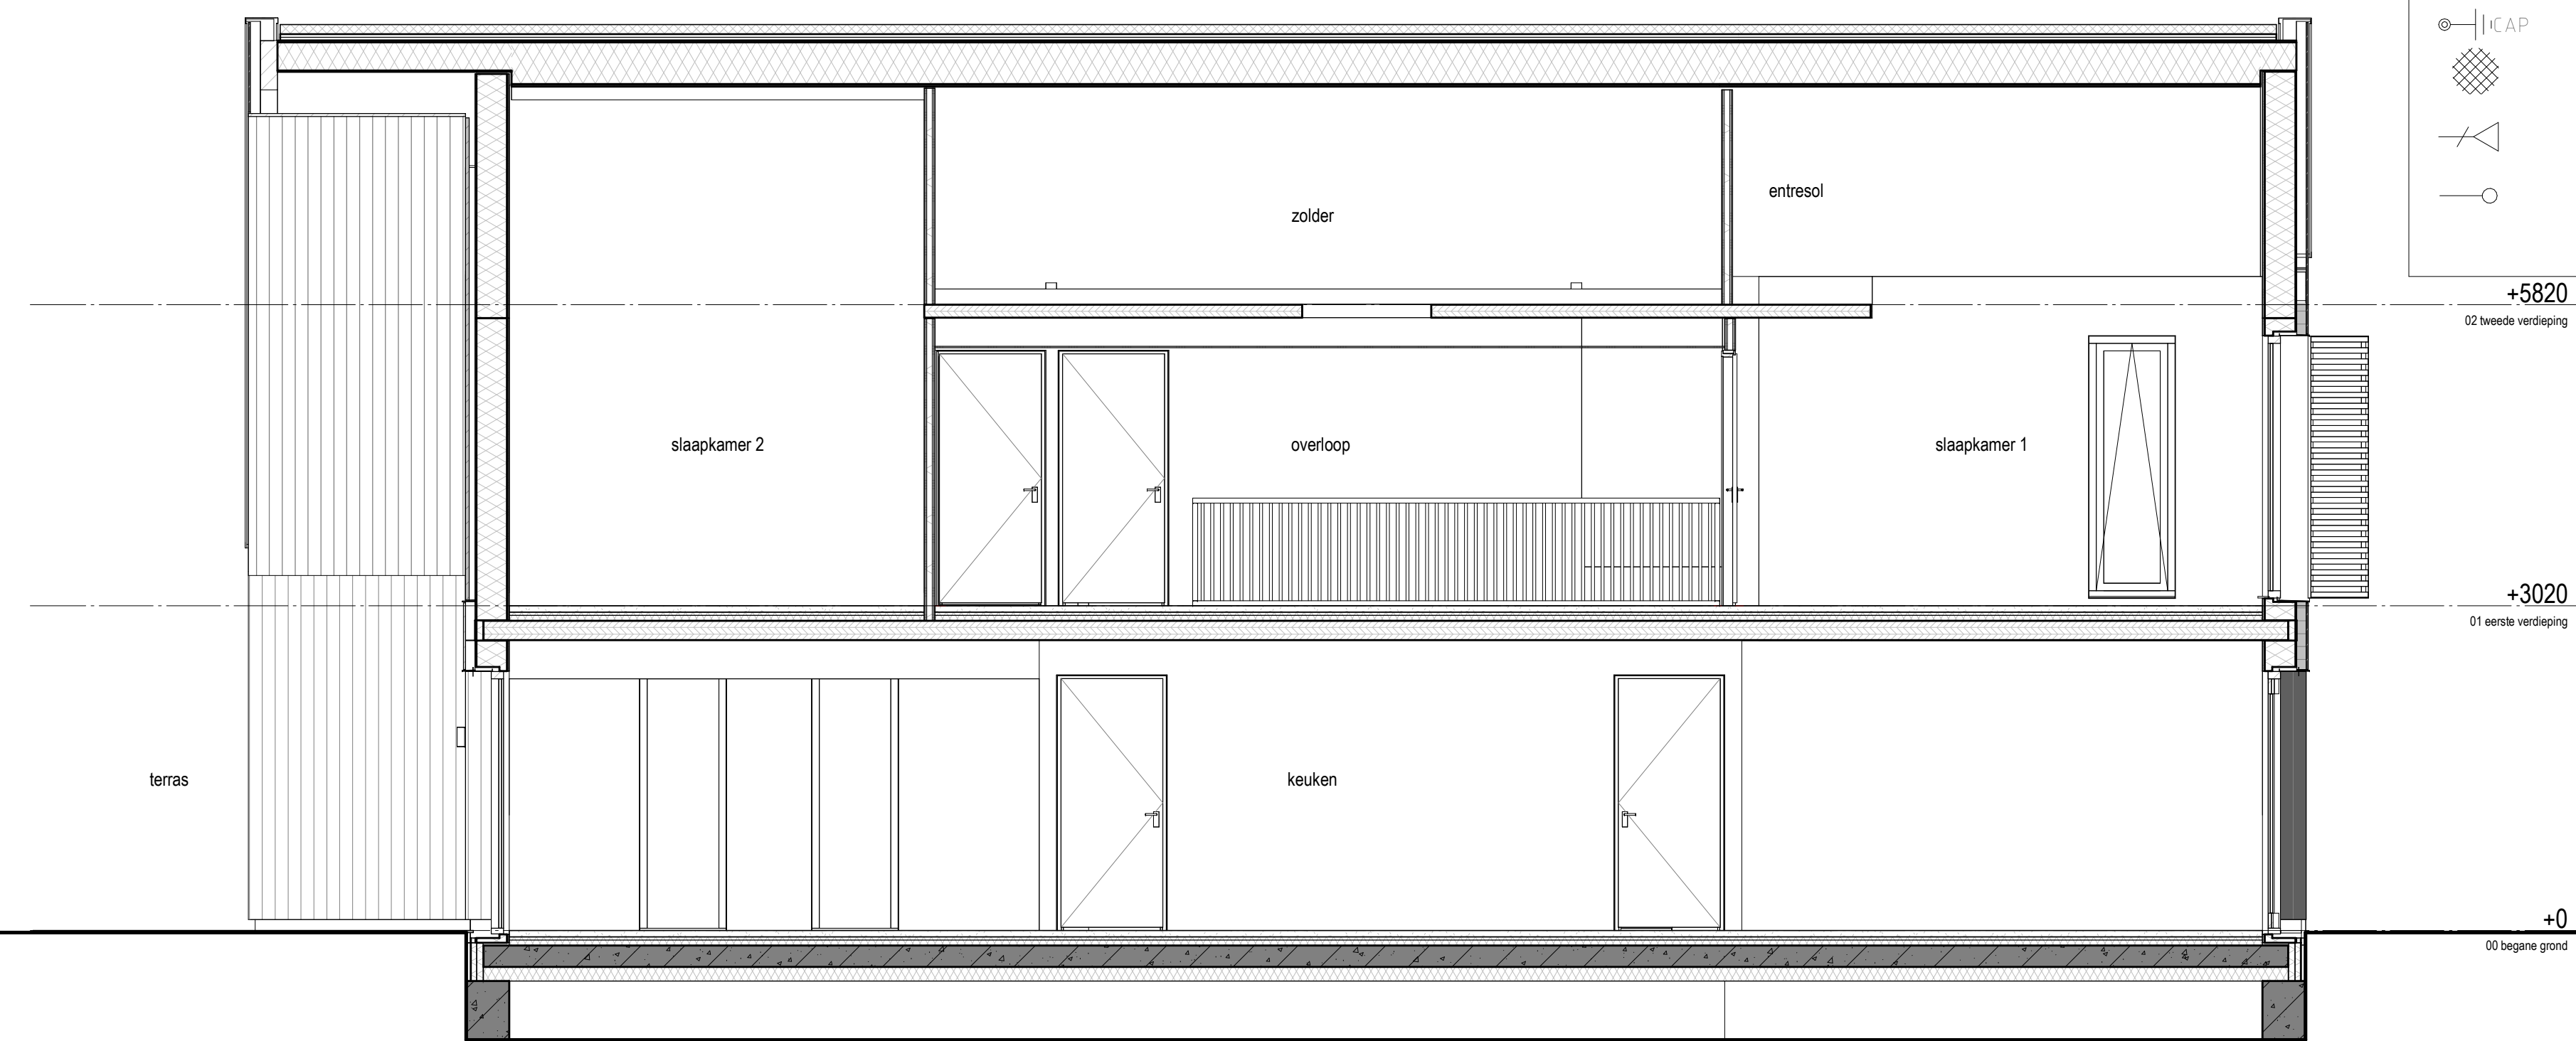 CAP
entresol
zolder
+5820
02 tweede verdieping
slaapkamer 2
overloop
slaapkamer 1
+3020
01 eerste verdieping
terras
keuken
+0
00 begane grond